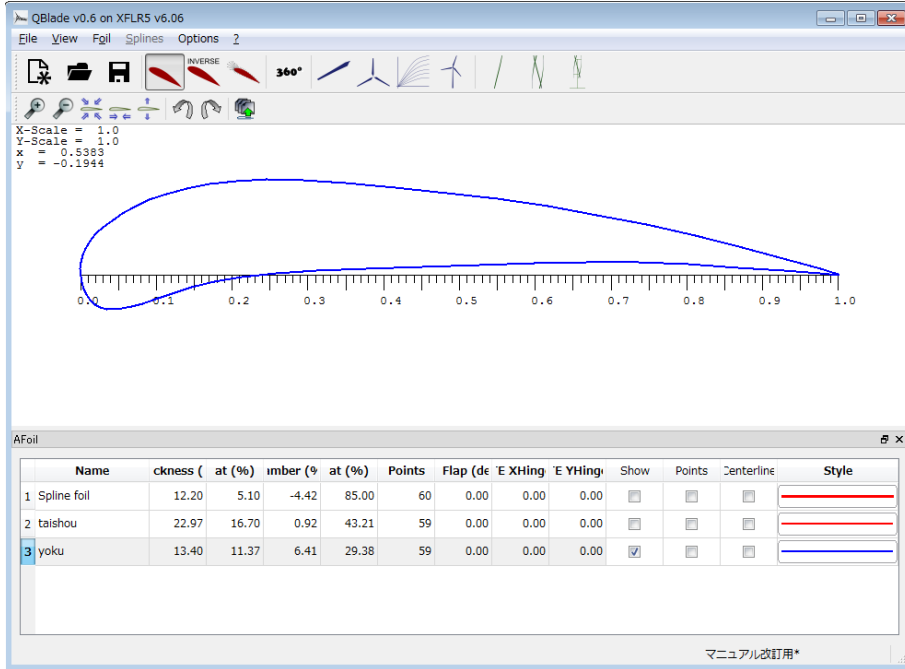 QBlade v0.6 on XFLR5 v6.06
File View Foil Splines Options ?
INVERSE
360°
X-Scale = 1.0
Y-Scale = 1.0
x = 0.5383
y = -0.1944
0.0 0.1 0.2 0.3 0.4 0.5 0.6 0.7 0.8 0.9 1.0
AFoil
Name ckness ( at (%) mber (% at (%) Points Flap (de TE XHing TE YHing Show Points Centerline Style
1 Spline foil 12.20 5.10 -4.42 85.00 60 0.00 0.00 0.00
2 taishou 22.97 16.70 0.92 43.21 59 0.00 0.00 0.00
3 yoku 13.40 11.37 6.41 29.38 59 0.00 0.00 0.00
マニュアル改訂用*